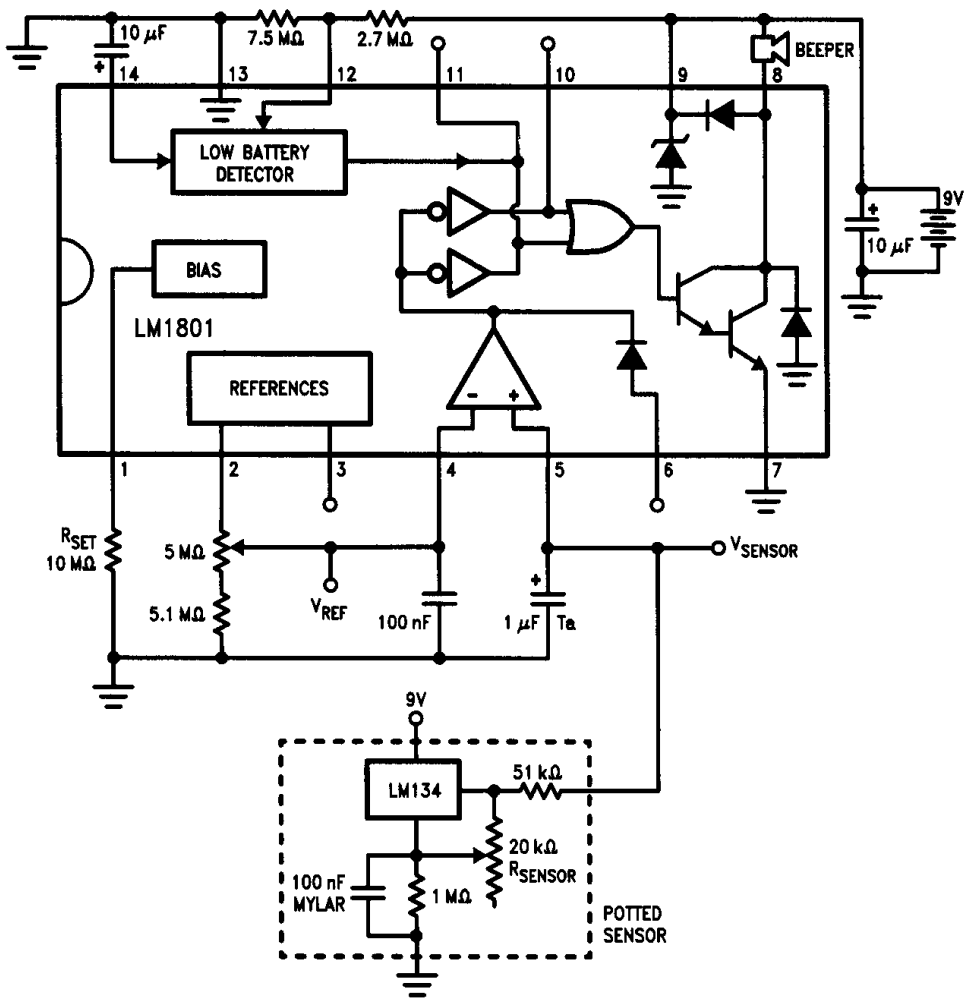 10 μF
7.5 MΩ
2.7 MΩ
BEEPER
+
14
13
12
11
10
9
8
LOW BATTERY
DETECTOR
+
9V
10 μF
BIAS
LM1801
REFERENCES
- +
1
2
3
4
5
6
7
RSET
10 MΩ
5 MΩ
VSENSOR
+
5.1 MΩ
VREF
100 nF
1 μF Ta
9V
51 kΩ
LM134
20 kΩ
RSENSOR
100 nF
MYLAR
1 MΩ
POTTED
SENSOR